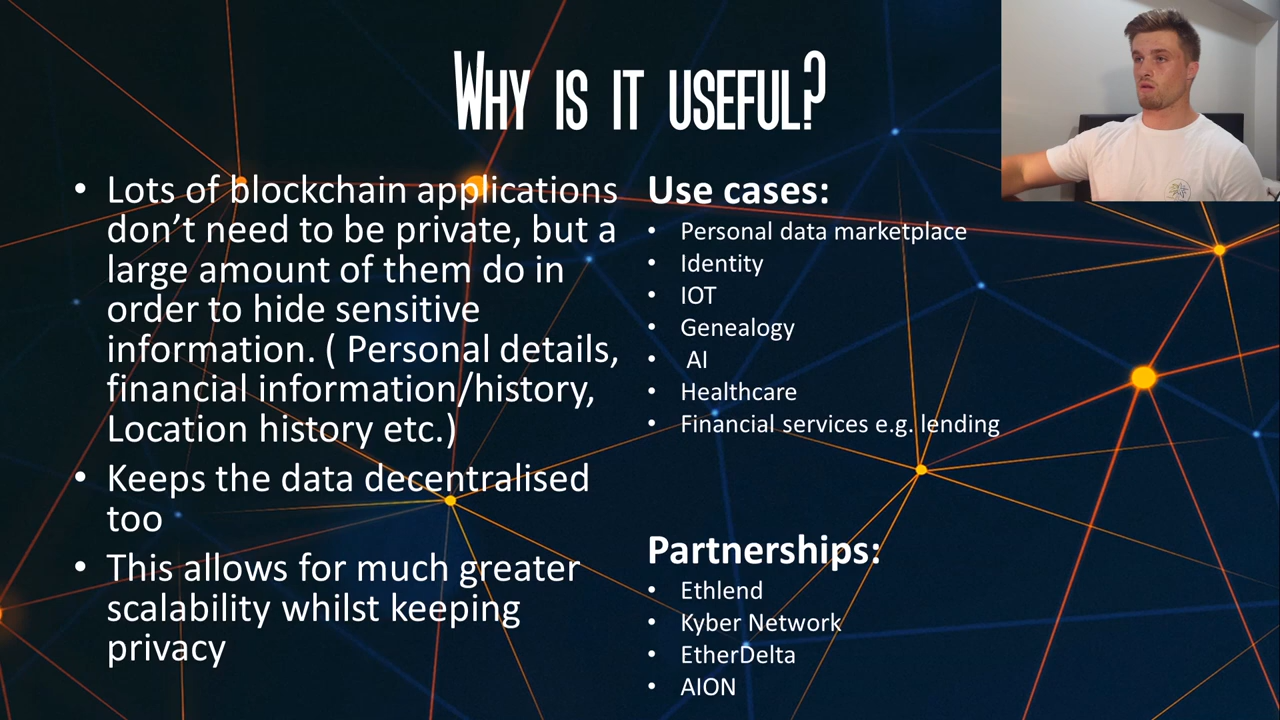 WHY IS IT USEFUL?
• Lots of blockchain applications
don’t need to be private, but a
large amount of them do in
order to hide sensitive
information. ( Personal details,
financial information/history,
Location history etc.)
• Keeps the data decentralised
too
• This allows for much greater
scalability whilst keeping
privacy
Use cases:
• Personal data marketplace
• Identity
• IOT
• Genealogy
• AI
• Healthcare
• Financial services e.g. lending
Partnerships:
• Ethlend
• Kyber Network
• EtherDelta
• AION